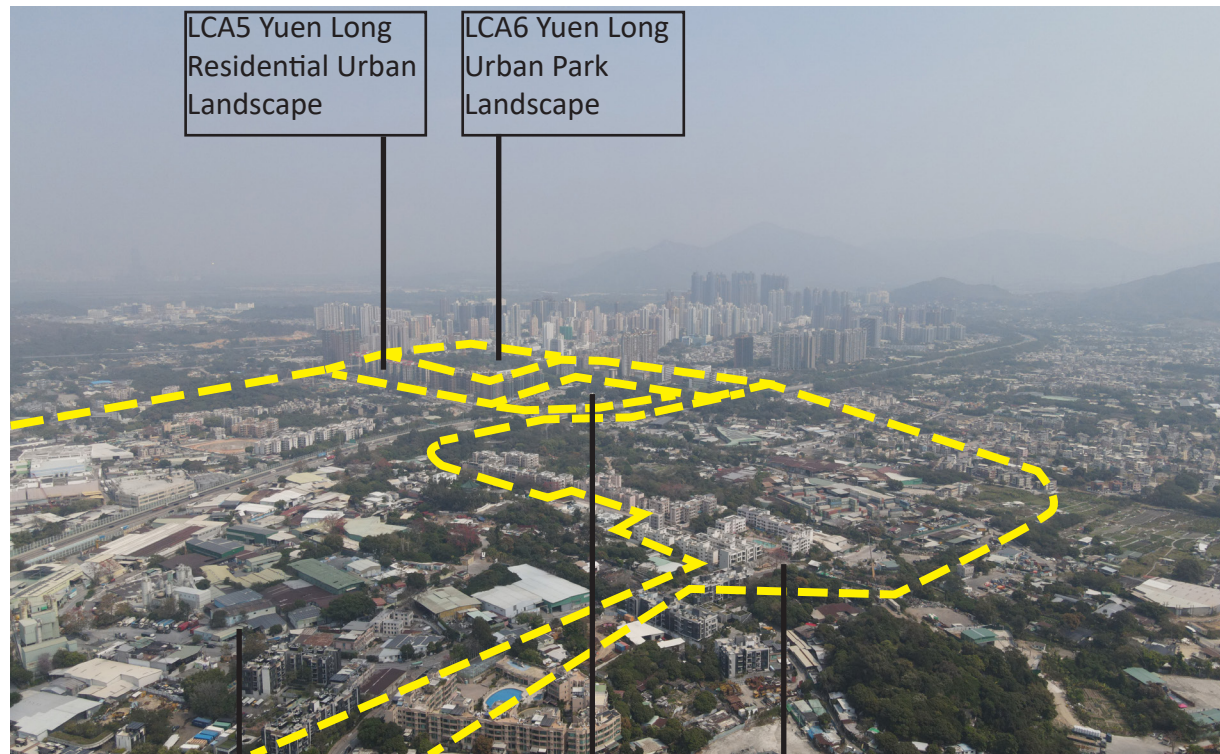 LCA5 Yuen Long
Residential Urban
Landscape
LCA6 Yuen Long
Urban Park
Landscape